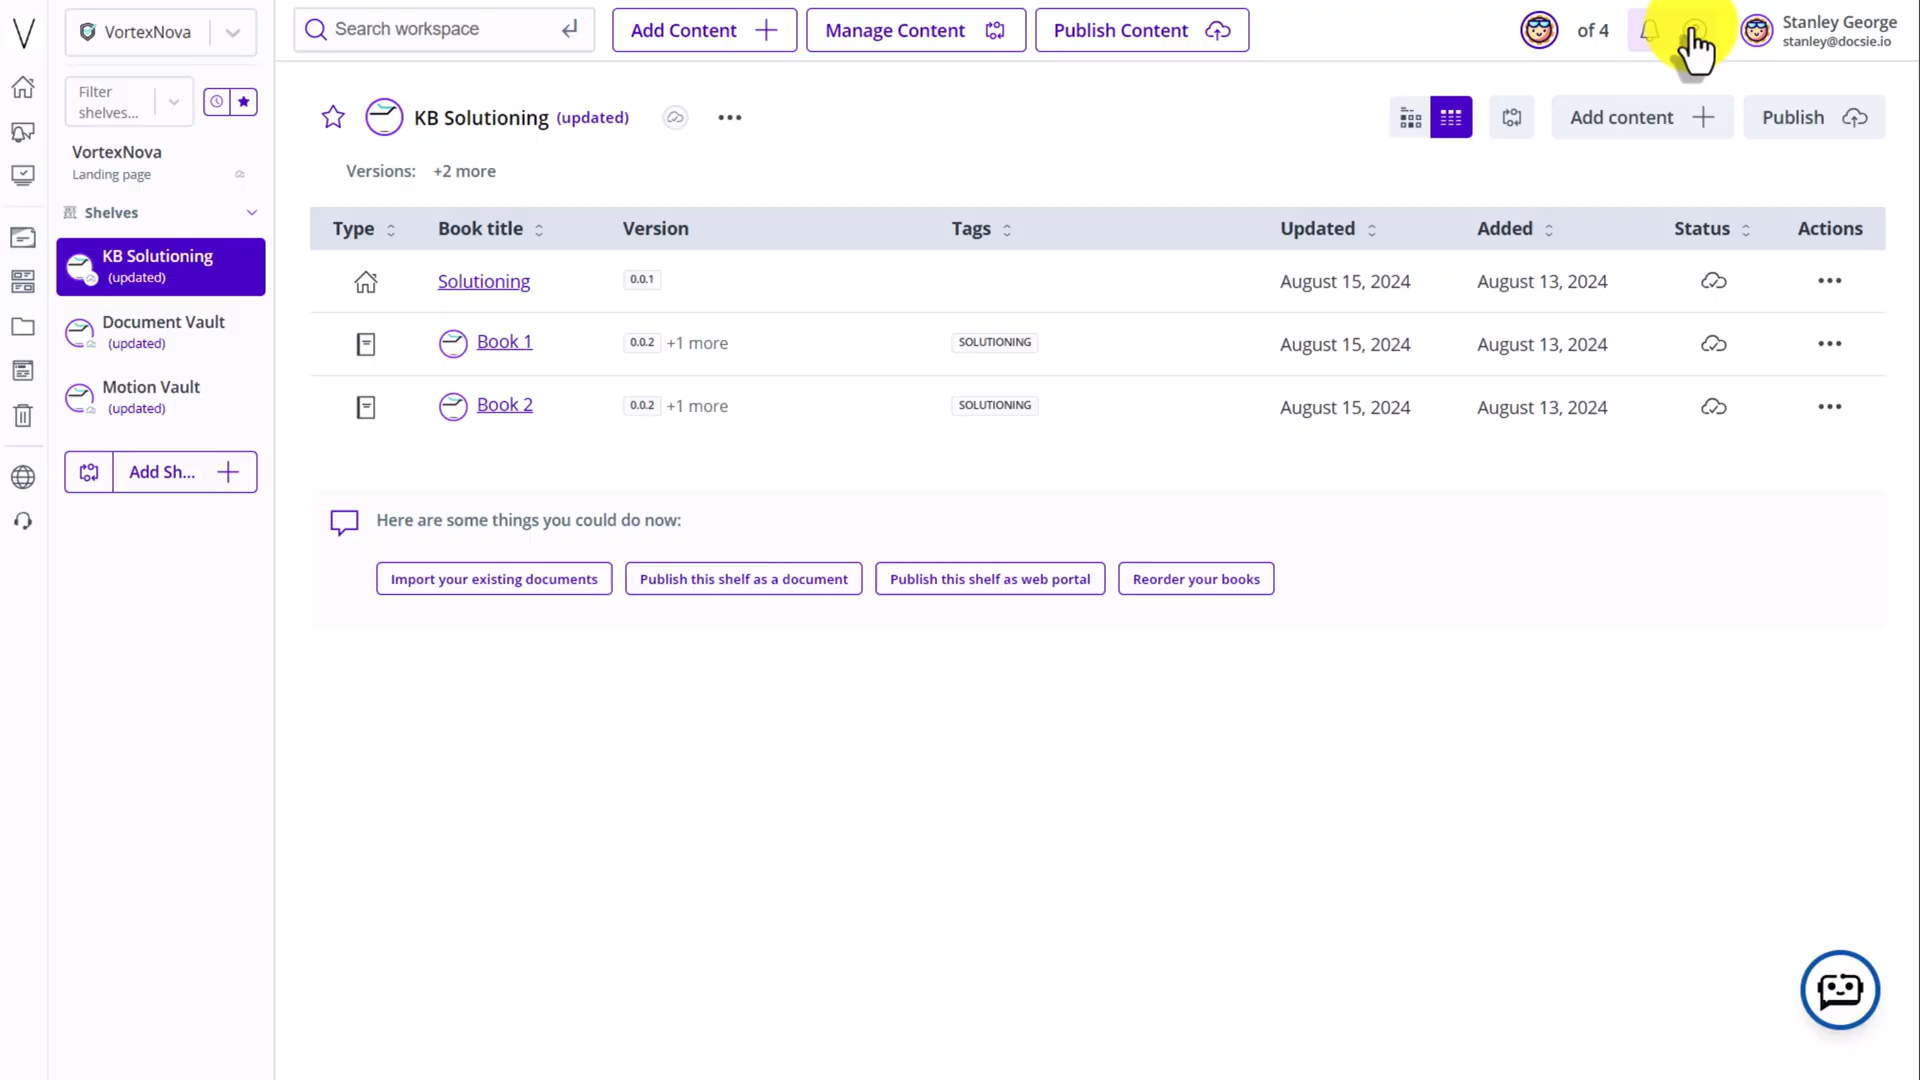 VortexNova
Search workspace
Add Content
Manage Content
Publish Content
of 4
Stanley George
stanley@docsie.io
Filter
shelves...
VortexNova
Landing page
Shelves
KB Solutioning
(updated)
Document Vault
(updated)
Motion Vault
(updated)
Add Sh...
KB Solutioning (updated)
Add content
Publish
Versions: +2 more
Type Book title Version Tags Updated Added Status Actions
Solutioning 0.0.1 August 15, 2024 August 13, 2024
Book 1 0.0.2 +1 more SOLUTIONING August 15, 2024 August 13, 2024
Book 2 0.0.2 +1 more SOLUTIONING August 15, 2024 August 13, 2024
Here are some things you could do now:
Import your existing documents Publish this shelf as a document Publish this shelf as web portal Reorder your books